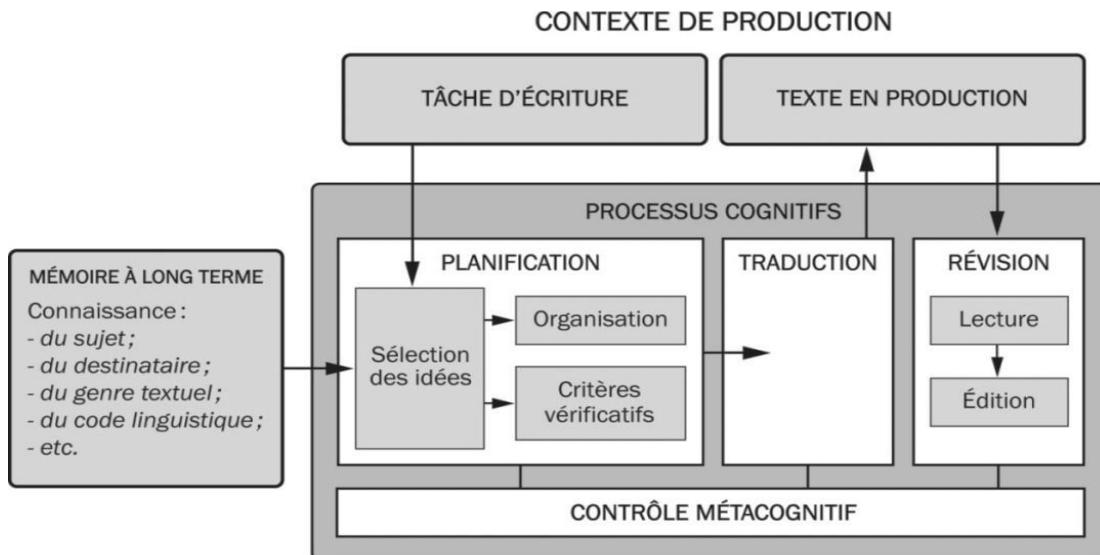 CONTEXTE DE PRODUCTION
TÂCHE D’ÉCRITURE
TEXTE EN PRODUCTION
PROCESSUS COGNITIFS
MÉMOIRE À LONG TERME
Connaissance :
- du sujet ;
- du destinataire ;
- du genre textuel ;
- du code linguistique ;
- etc.
PLANIFICATION
Sélection
des idées
Organisation
Critères
vérificatifs
TRADUCTION
RÉVISION
Lecture
Édition
CONTRÔLE MÉTACOGNITIF